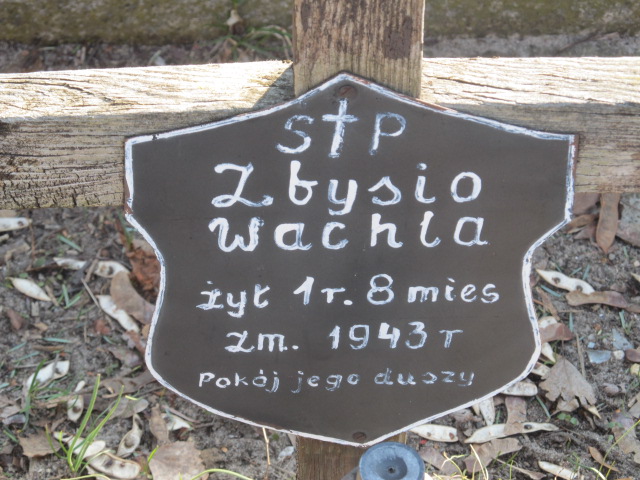 S✝P
Zbysio
Wachla
żył 1 r. 8 mies
zm. 1943 r
Pokój jego duszy